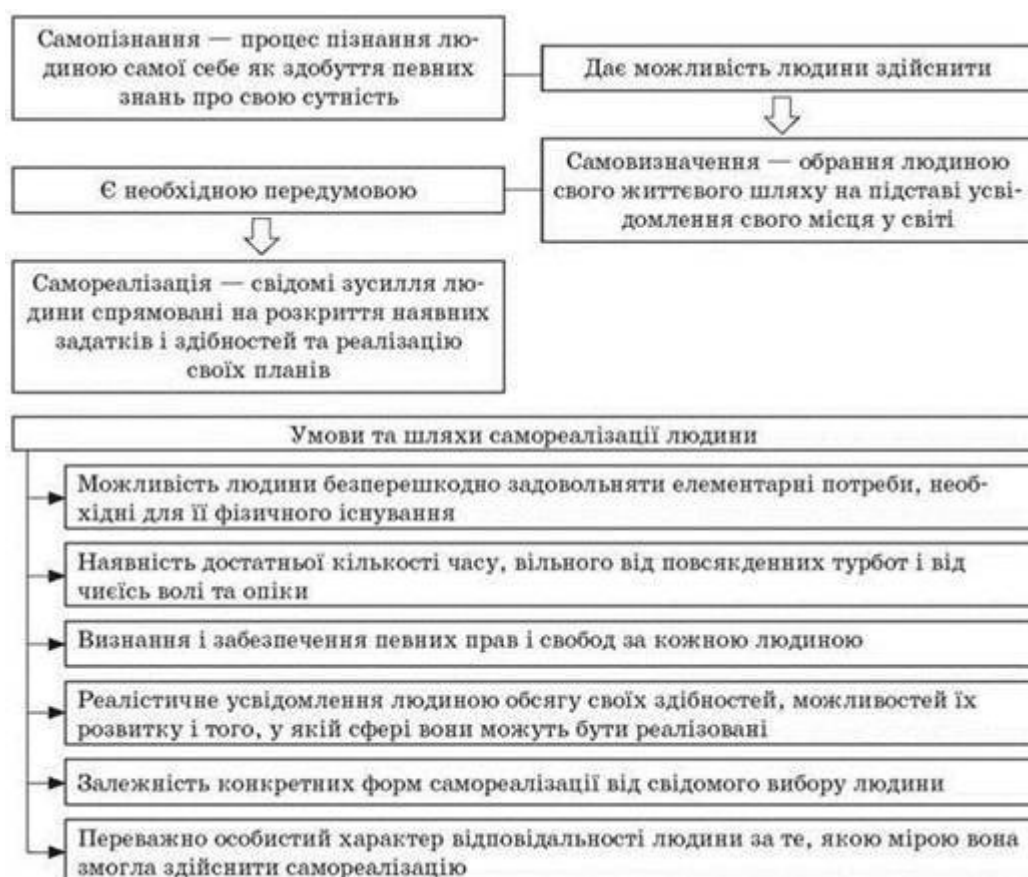 Самопізнання — процес пізнання лю-
диною самої себе як здобуття певних
знань про свою сутність
Дає можливість людини здійснити
Самовизначення — обрання людиною
свого життєвого шляху на підставі усві-
домлення свого місця у світі
Є необхідною передумовою
Самореалізація — свідомі зусилля лю-
дини спрямовані на розкриття наявних
задатків і здібностей та реалізацію
своїх планів
Умови та шляхи самореалізації людини
Можливість людини безперешкодно задовольняти елементарні потреби, необ-
хідні для її фізичного існування
Наявність достатньої кількості часу, вільного від повсякденних турбот і від
чиєїсь волі та опіки
Визнання і забезпечення певних прав і свобод за кожною людиною
Реалістичне усвідомлення людиною обсягу своїх здібностей, можливостей їх
розвитку і того, у якій сфері вони можуть бути реалізовані
Залежність конкретних форм самореалізації від свідомого вибору людини
Переважно особистий характер відповідальності людини за те, якою мірою вона
змогла здійснити самореалізацію